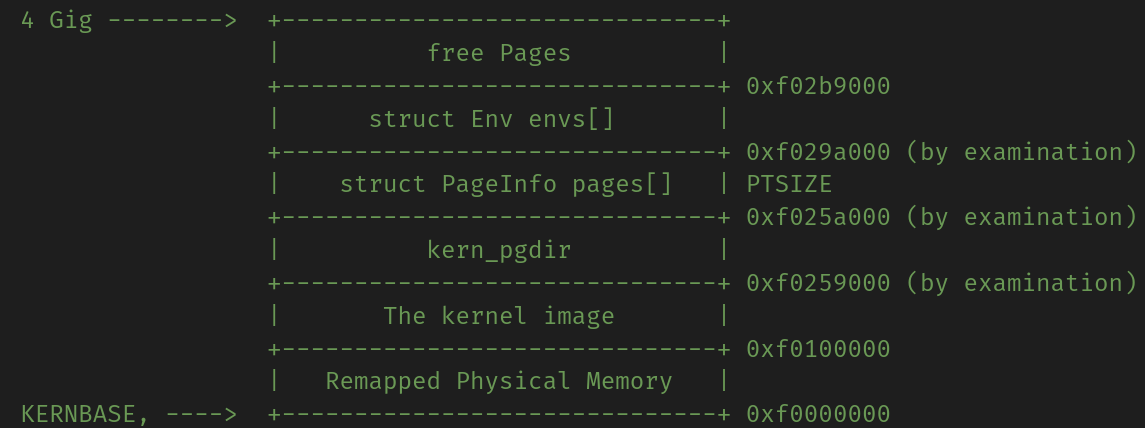 4 Gig -------->  +------------------------------+
                 |          free Pages          |
                 +------------------------------+ 0xf02b9000
                 |      struct Env envs[]       |
                 +------------------------------+ 0xf029a000 (by examination)
                 |    struct PageInfo pages[]   | PTSIZE
                 +------------------------------+ 0xf025a000 (by examination)
                 |          kern_pgdir          |
                 +------------------------------+ 0xf0259000 (by examination)
                 |       The kernel image       |
                 +------------------------------+ 0xf0100000
                 |   Remapped Physical Memory   |
KERNBASE, ---->  +------------------------------+ 0xf0000000